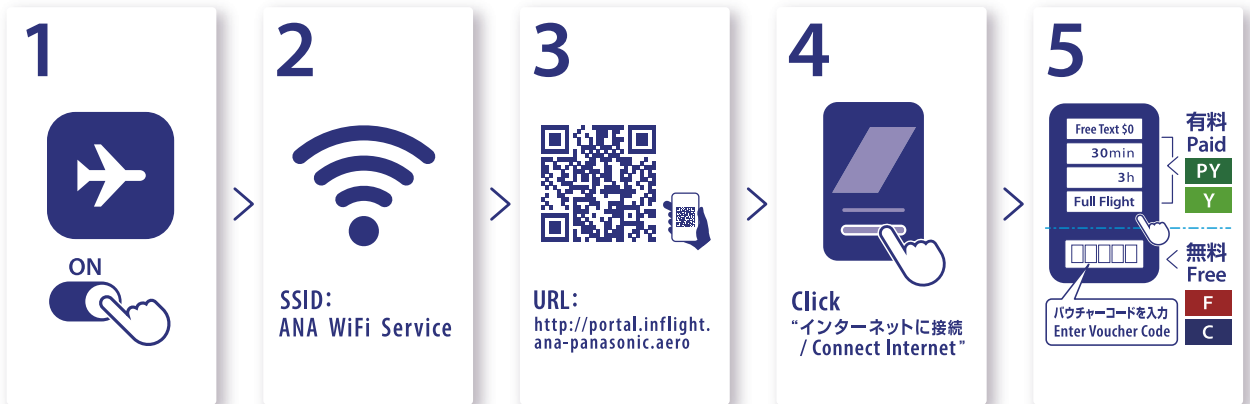 1
ON
2
SSID:
ANA WiFi Service
3
URL:
http://portal.inflight.
ana-panasonic.aero
4
Click
“インターネットに接続
/ Connect Internet”
5
Free Text $0
30min
3h
Full Flight
有料
Paid
PY
Y
無料
Free
F
C
バウチャーコードを入力
Enter Voucher Code